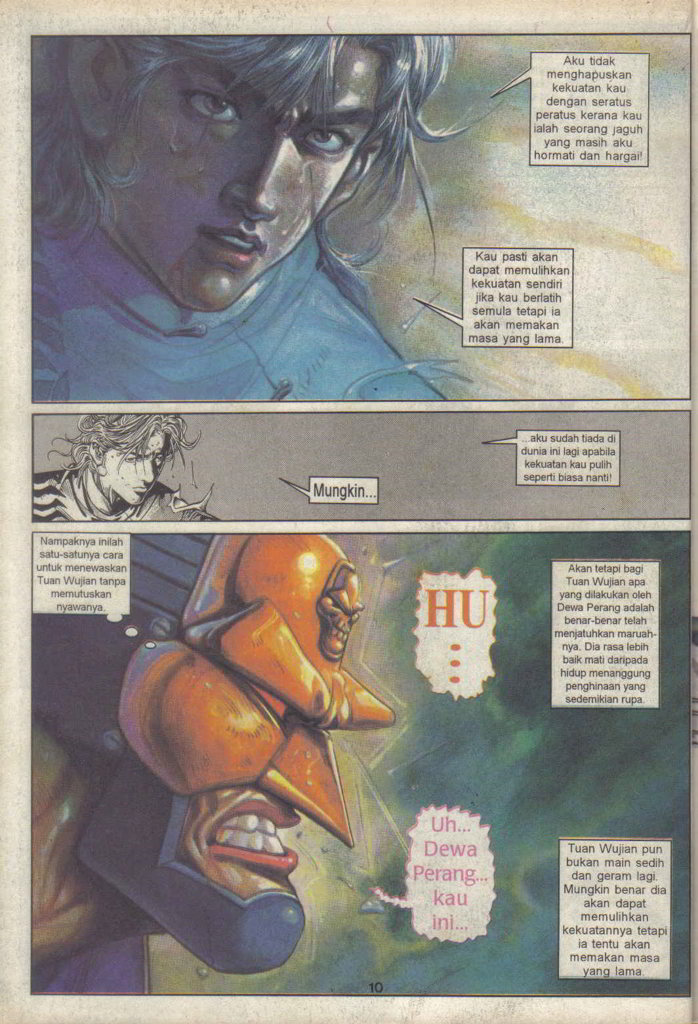 Aku tidak
menghapuskan
kekuatan kau
dengan seratus
peratus kerana kau
ialah seorang jaguh
yang masih aku
hormati dan hargai!
Kau pasti akan
dapat memulihkan
kekuatan sendiri
jika kau berlatih
semula tetapi ia
akan memakan
masa yang lama.
...aku sudah tiada di
dunia ini lagi apabila
kekuatan kau pulih
seperti biasa nanti!
Mungkin...
Nampaknya inilah
satu-satunya cara
untuk menewaskan
Tuan Wujian tanpa
memutuskan
nyawanya.
HU
...
Akan tetapi bagi
Tuan Wujian apa
yang dilakukan oleh
Dewa Perang adalah
benar-benar telah
menjatuhkan maruah-
nya. Dia rasa lebih
baik mati daripada
hidup menanggung
penghinaan yang
sedemikian rupa.
Uh...
Dewa
Perang...
kau
ini...
Tuan Wujian pun
bukan main sedih
dan geram lagi.
Mungkin benar dia
akan dapat
memulihkan
kekuatannya tetapi
ia tentu akan
memakan masa
yang lama.
10